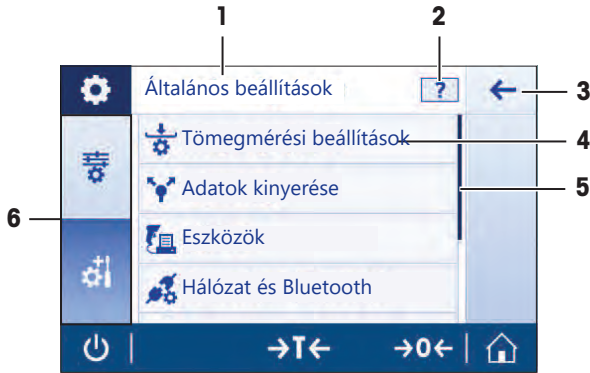 1 2
Általános beállítások ? 3
Tömegmérési beállítások 4
Adatok kinyerése 5
Eszközök 6
Hálózat és Bluetooth
→T← →0←